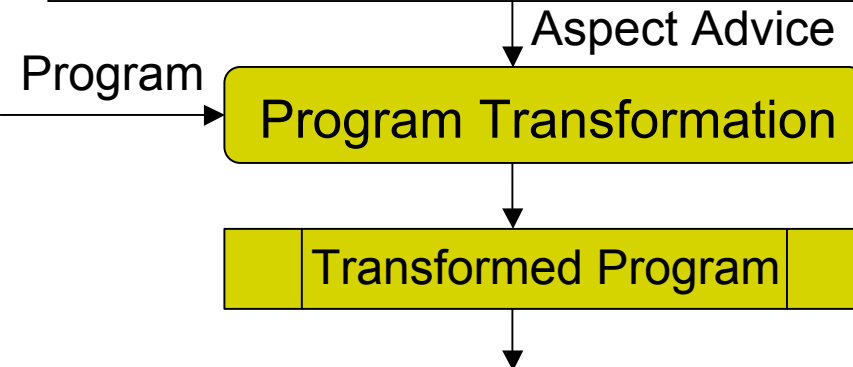 Aspect Advice
Program
Program Transformation
Transformed Program